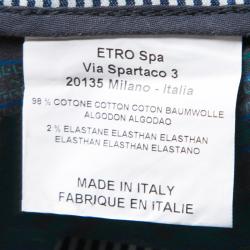 ETRO Spa
Via Spartaco 3
20135 Milano - Italia
98 % COTONE COTTON COTON BAUMWOLLE
ALGODON ALGODAO
2 % ELASTANE ELASTHAN ELASTHAN
ELASTHAN ELASTHAN ELASTANO
MADE IN ITALY
FABRIQUE EN ITALIE